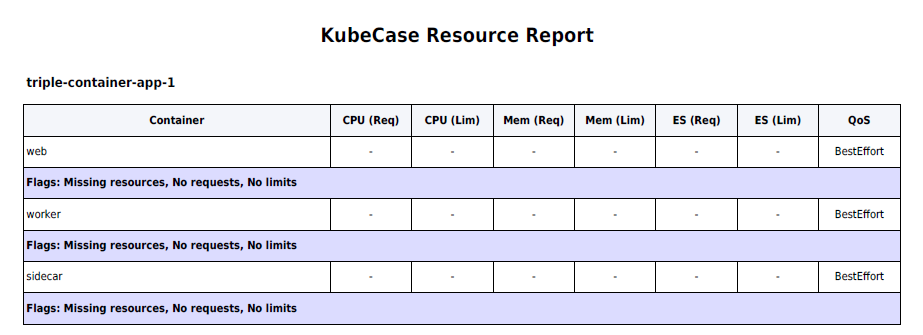 KubeCase Resource Report
triple-container-app-1
Container CPU (Req) CPU (Lim) Mem (Req) Mem (Lim) ES (Req) ES (Lim) QoS
web - - - - - - BestEffort
Flags: Missing resources, No requests, No limits
worker - - - - - - BestEffort
Flags: Missing resources, No requests, No limits
sidecar - - - - - - BestEffort
Flags: Missing resources, No requests, No limits